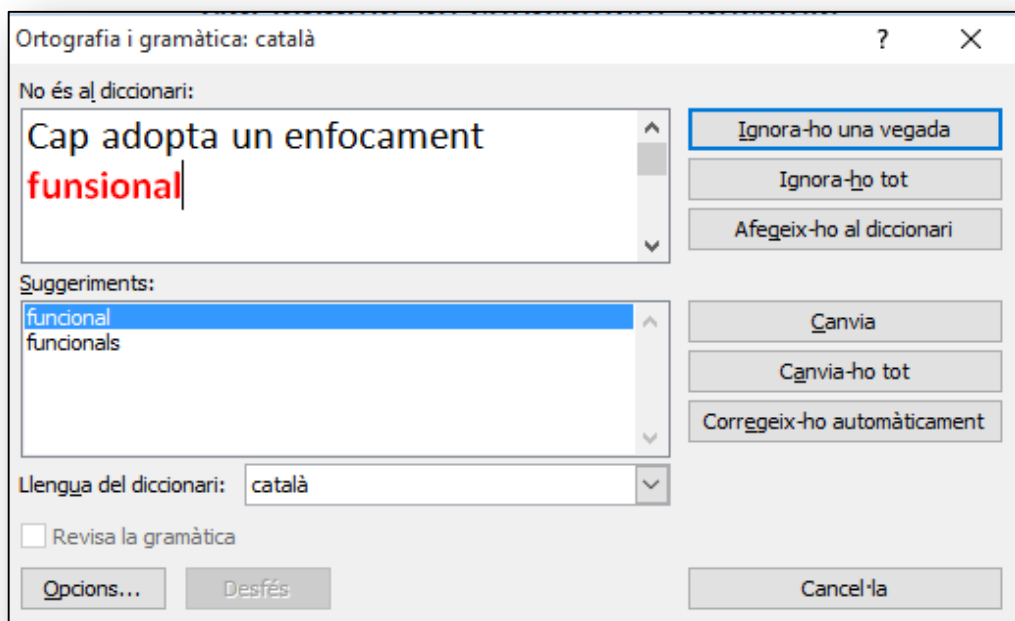 Ortografia i gramàtica: català
?
No és al diccionari:
Cap adopta un enfocament
funsional
Ignora-ho una vegada
Ignora-ho tot
Afegeix-ho al diccionari
Suggeriments:
funcional
funcionals
Canvia
Canvia-ho tot
Corregeix-ho automàticament
Llengua del diccionari: català
Revisa la gramàtica
Opcions... Desfés Cancel·la